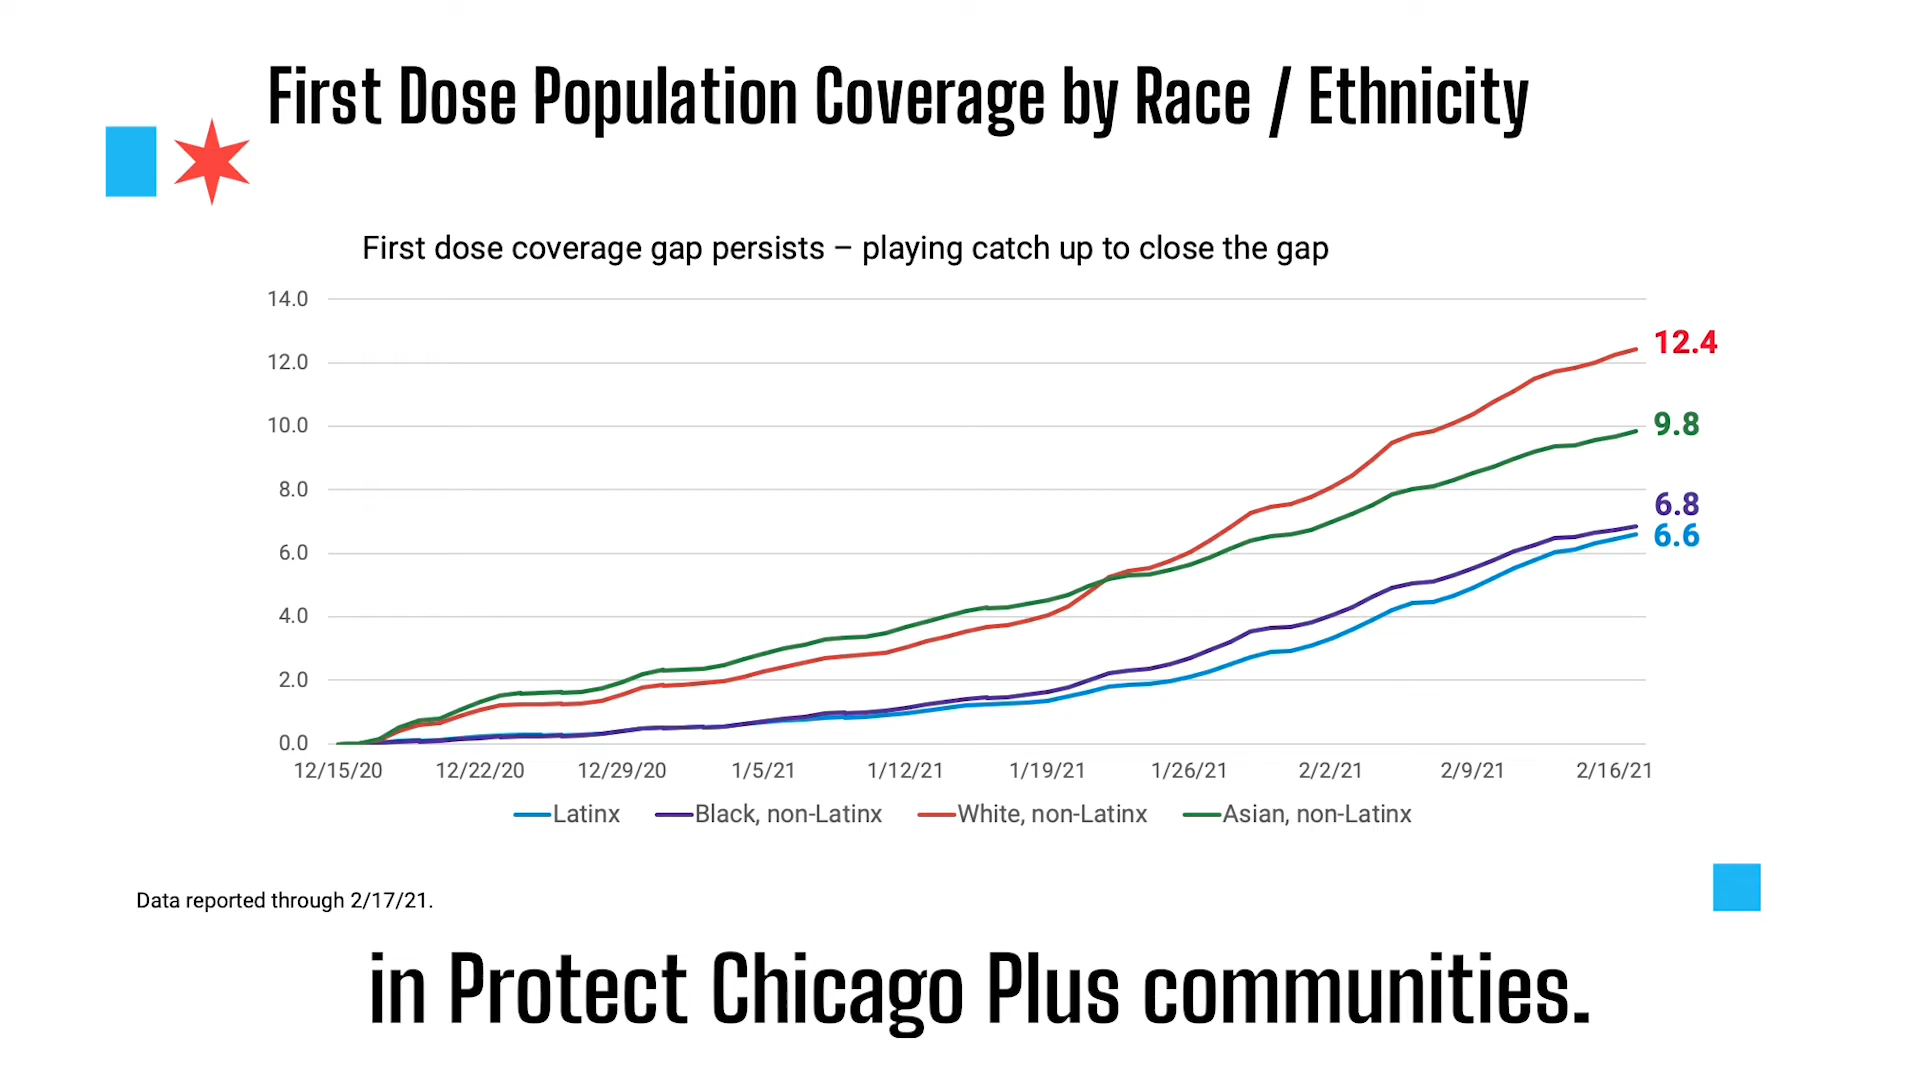 First Dose Population Coverage by Race / Ethnicity
First dose coverage gap persists – playing catch up to close the gap
14.0
12.0
10.0
8.0
6.0
4.0
2.0
0.0
12.4
9.8
6.8
6.6
12/15/20 12/22/20 12/29/20 1/5/21 1/12/21 1/19/21 1/26/21 2/2/21 2/9/21 2/16/21
Latinx Black, non-Latinx White, non-Latinx Asian, non-Latinx
Data reported through 2/17/21.
in Protect Chicago Plus communities.